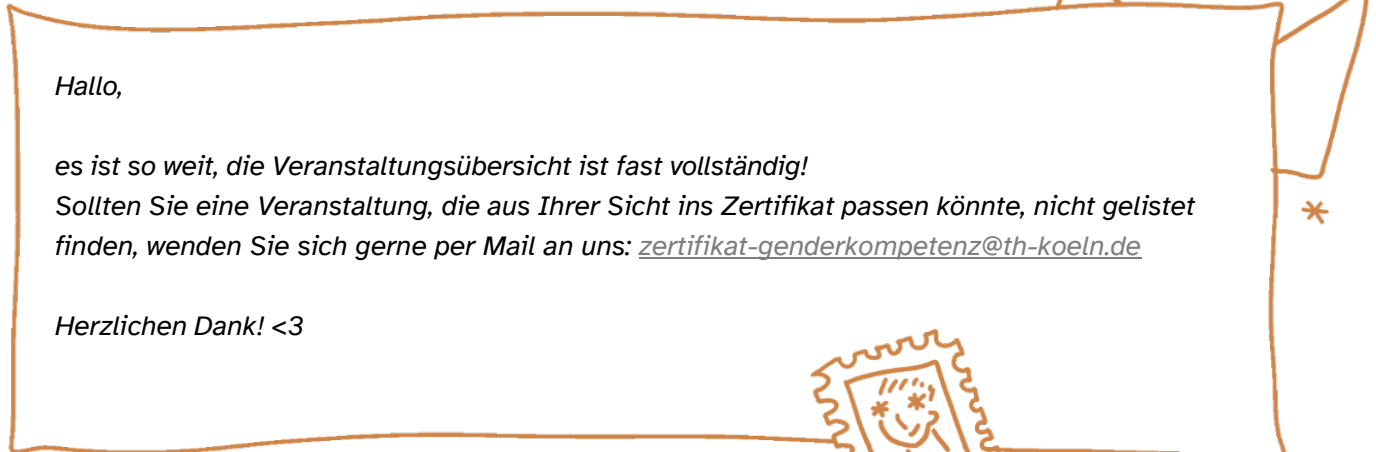 Hallo,
es ist so weit, die Veranstaltungsübersicht ist fast vollständig!
Sollten Sie eine Veranstaltung, die aus Ihrer Sicht ins Zertifikat passen könnte, nicht gelistet
finden, wenden Sie sich gerne per Mail an uns: zertifikat-genderkompetenz@th-koeln.de
Herzlichen Dank! <3